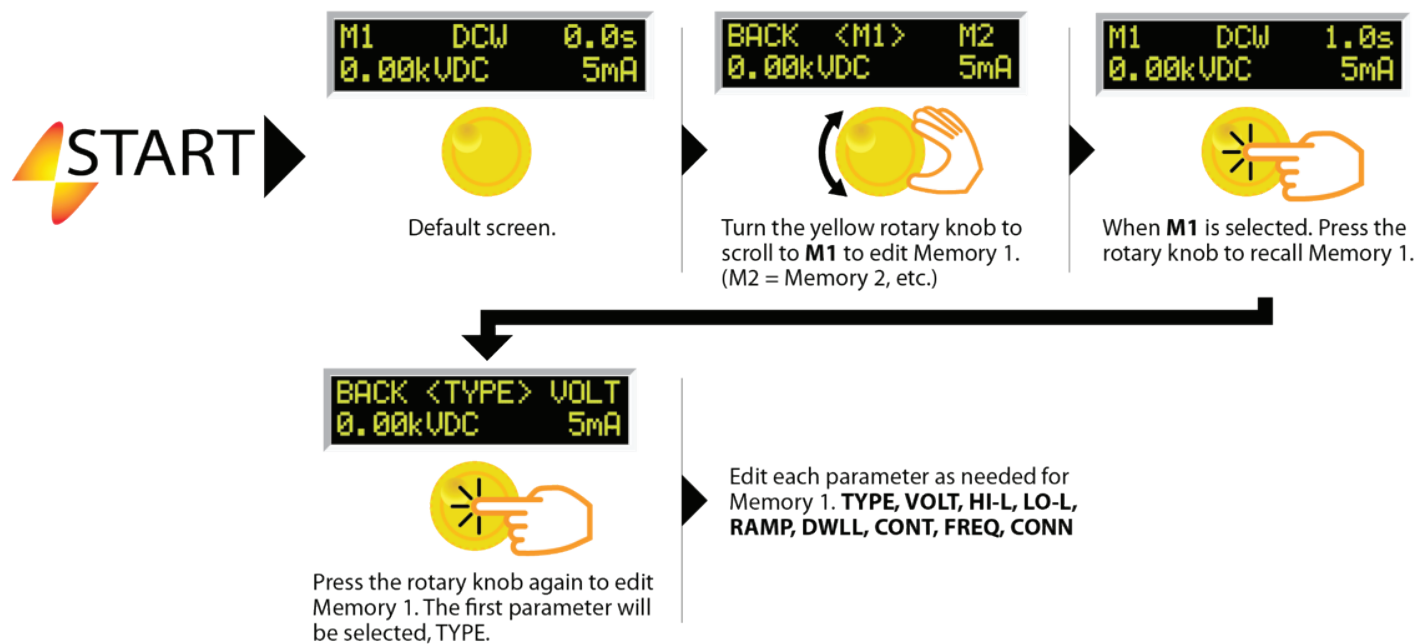 START
M1 DCW 0.0s
0.00kVDC 5mA
Default screen.
BACK <M1> M2
0.00kVDC 5mA
Turn the yellow rotary knob to
scroll to M1 to edit Memory 1.
(M2 = Memory 2, etc.)
M1 DCW 1.0s
0.00kVDC 5mA
When M1 is selected. Press the
rotary knob to recall Memory 1.
BACK <TYPE> VOLT
0.00kVDC 5mA
Press the rotary knob again to edit
Memory 1. The first parameter will
be selected, TYPE.
Edit each parameter as needed for
Memory 1. TYPE, VOLT, HI-L, LO-L,
RAMP, DWLL, CONT, FREQ, CONN